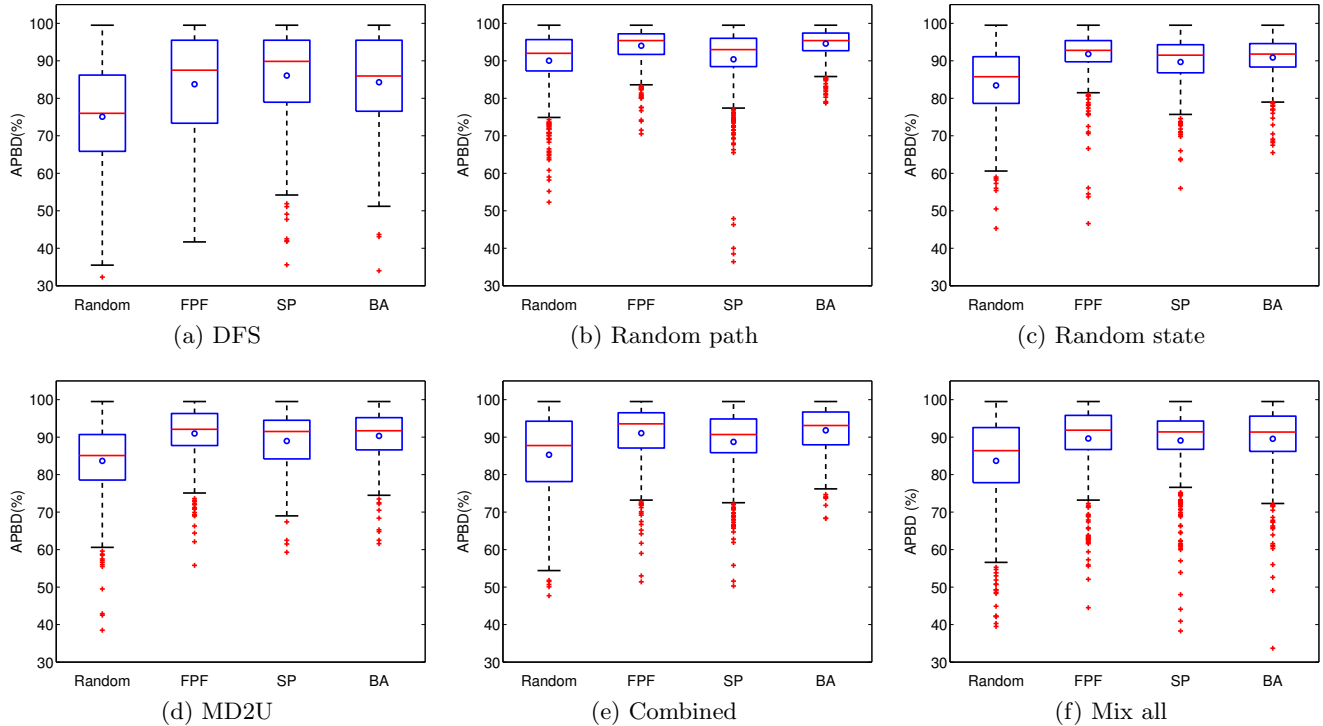 APBD(%)
100
90
80
70
60
50
40
30
Random FPF SP BA
(a) DFS
APBD(%)
100
90
80
70
60
50
40
30
Random FPF SP BA
(b) Random path
APBD(%)
100
90
80
70
60
50
40
30
Random FPF SP BA
(c) Random state
APBD(%)
100
90
80
70
60
50
40
30
Random FPF SP BA
(d) MD2U
APBD(%)
100
90
80
70
60
50
40
30
Random FPF SP BA
(e) Combined
APBD (%)
100
90
80
70
60
50
40
30
Random FPF SP BA
(f) Mix all